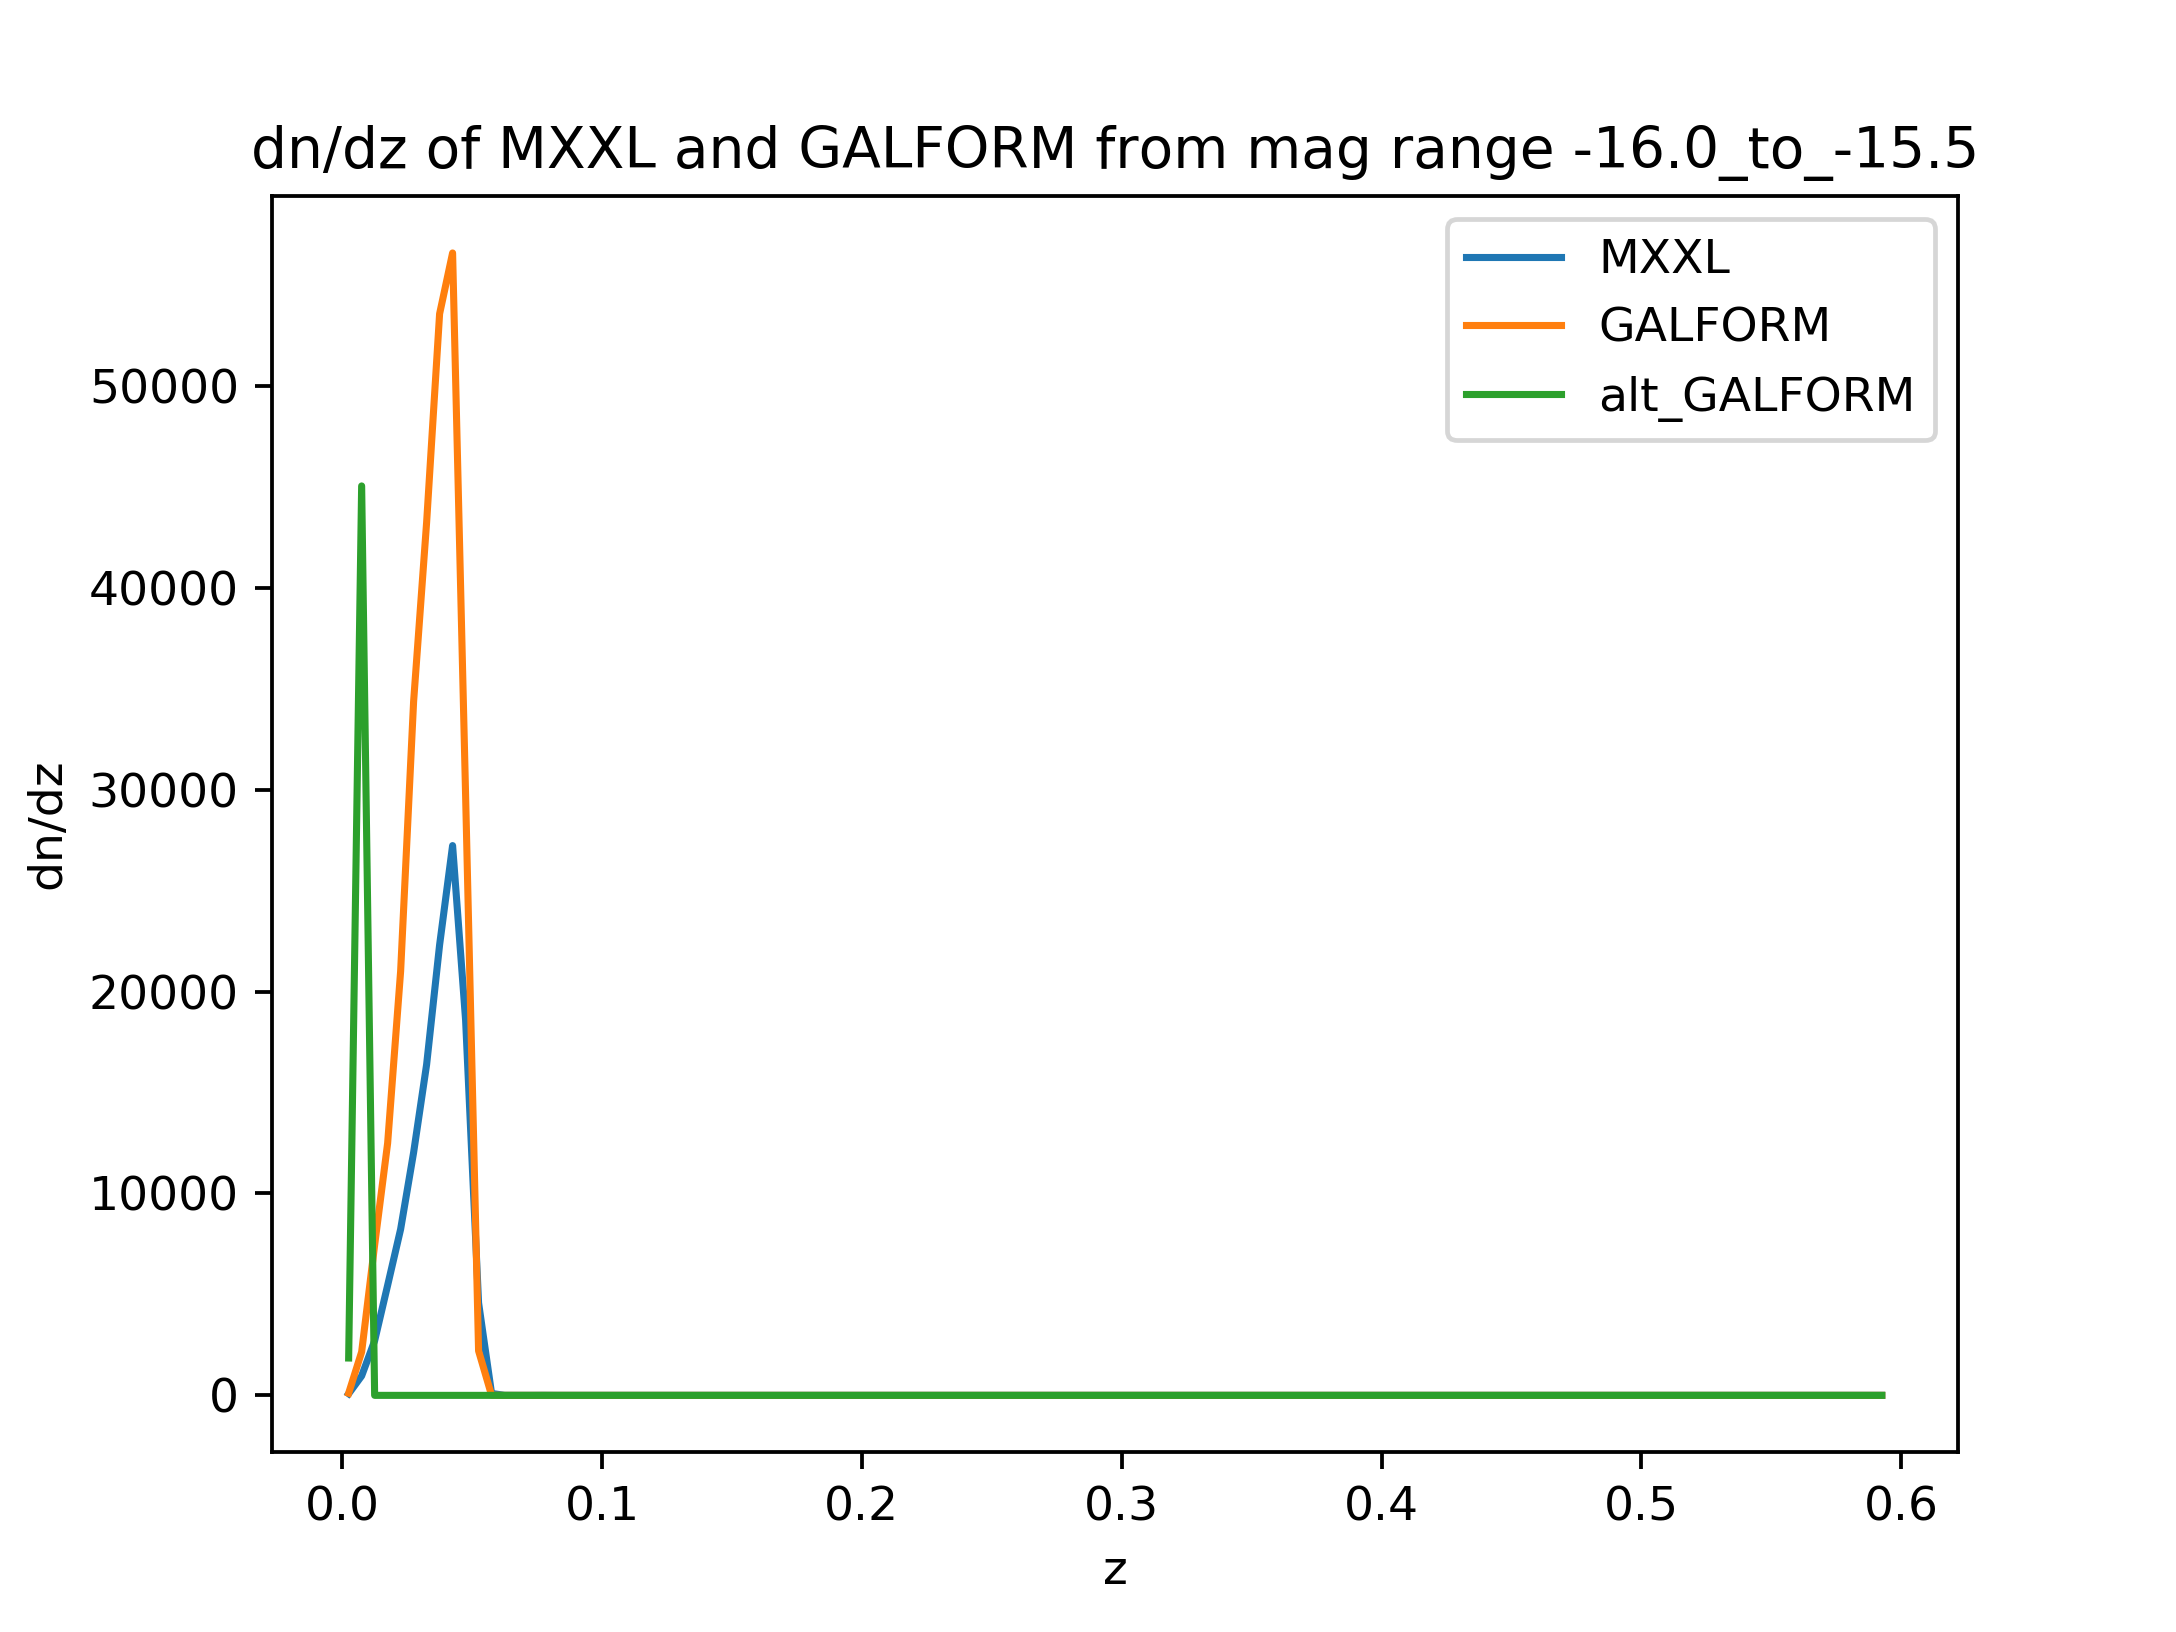 dn/dz of MXXL and GALFORM from mag range -16.0_to_-15.5
MXXL
GALFORM
alt_GALFORM
50000
40000
30000
20000
10000
0
dn/dz
0.0 0.1 0.2 0.3 0.4 0.5 0.6
z